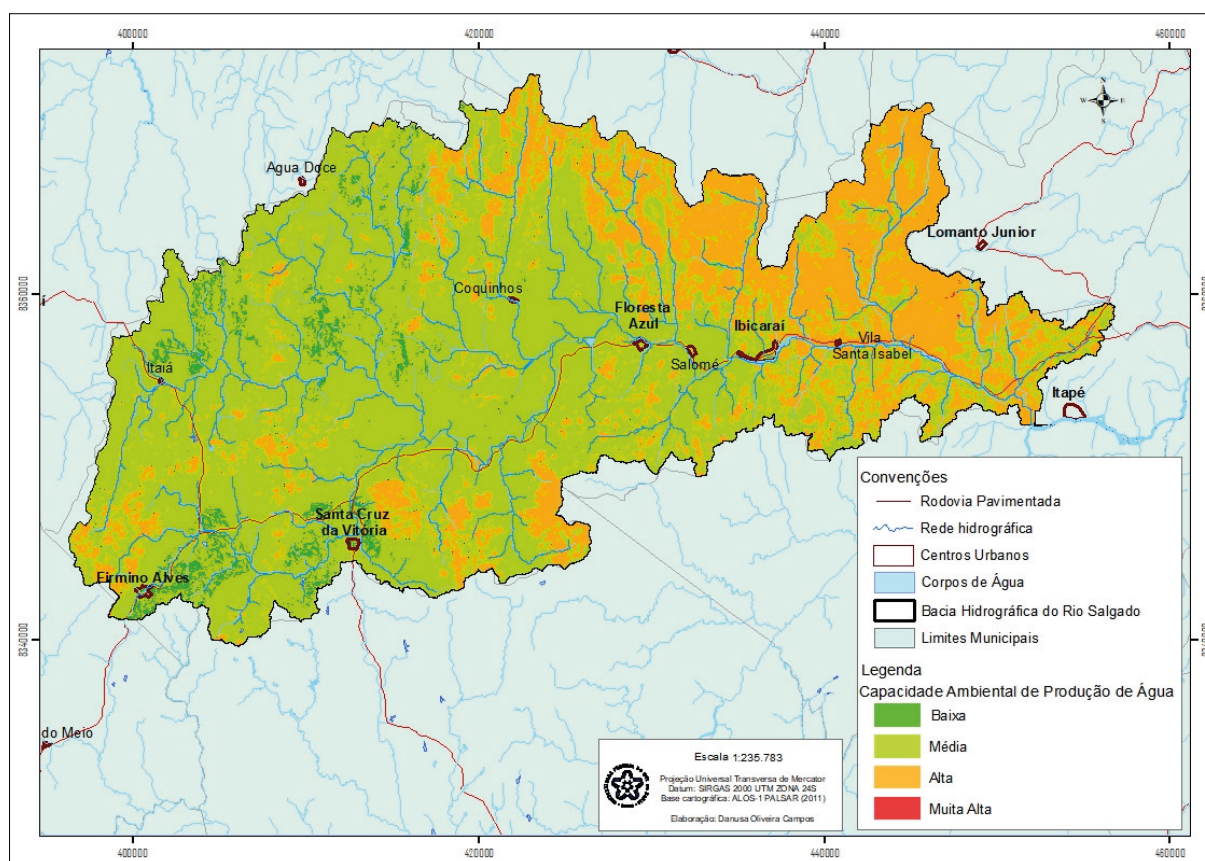 400000 420000 440000 460000
N
W E
S
Agua Doce
Lomanto Junior
8360000
Coquinhos
Floresta
Azul
Ibicaraí
Vila
Santa Isabel
Salomé
Itaiá
Itapé
Santa Cruz
da Vitória
Firmino Alves
8340000
do Meio
Convenções
Rodovia Pavimentada
Rede hidrográfica
Centros Urbanos
Corpos de Água
Bacia Hidrográfica do Rio Salgado
Limites Municipais
Legenda
Capacidade Ambiental de Produção de Água
Baixa
Média
Alta
Muita Alta
Escala 1:235.783
Projeção Universal Transversa de Mercator
Datum: SIRGAS 2000 UTM ZONA 24S
Base cartográfica: ALOS-1 PALSAR (2011)
Elaboração: Danusa Oliveira Campos
400000 420000 440000 460000